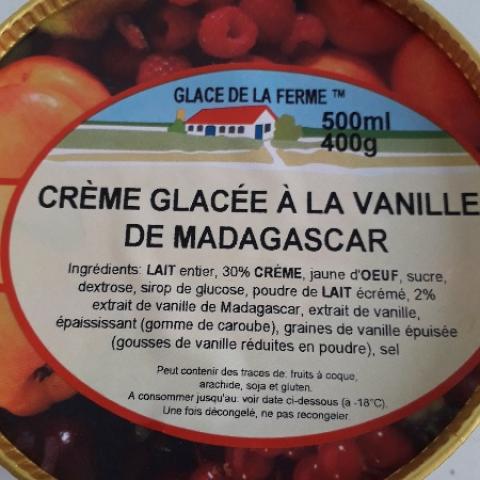 GLACE DE LA FERME ™
500ml
400g
CRÈME GLACÉE À LA VANILLE
DE MADAGASCAR
Ingrédients: LAIT entier, 30% CRÈME, jaune d'OEUF, sucre,
dextrose, sirop de glucose, poudre de LAIT écrémé, 2%
extrait de vanille de Madagascar, extrait de vanille,
épaississant (gomme de caroube), graines de vanille épuisée
(gousses de vanille réduites en poudre), sel
Peut contenir des traces de: fruits à coque,
arachide, soja et gluten.
A consommer jusqu'au: voir date ci-dessous (a -18°C).
Une fois décongelé, ne pas recongeler